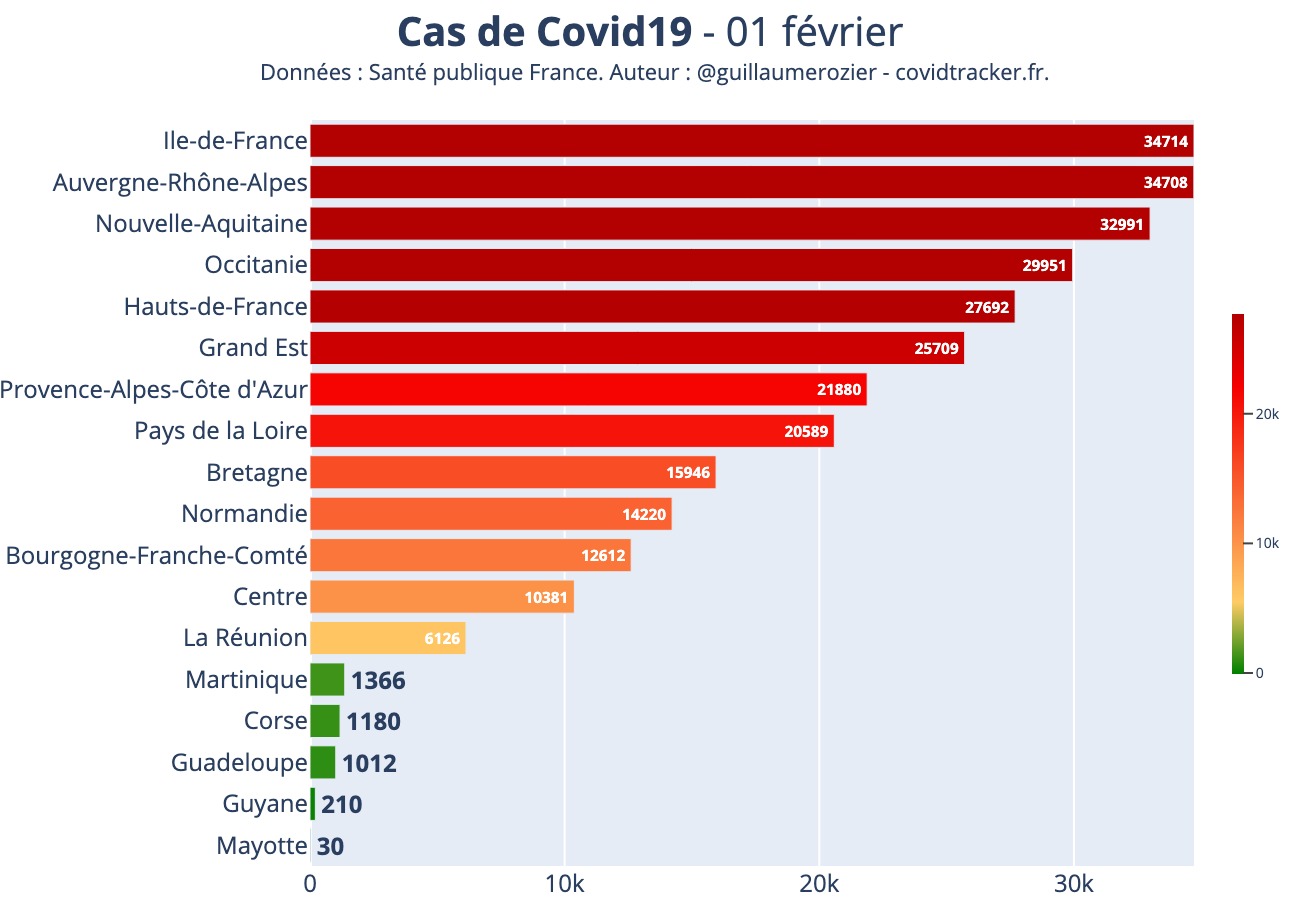 Cas de Covid19 - 01 février
Données : Santé publique France. Auteur : @guillaumerozier - covidtracker.fr.
Ile-de-France 34714
Auvergne-Rhône-Alpes 34708
Nouvelle-Aquitaine 32991
Occitanie 29951
Hauts-de-France 27692
Grand Est 25709
Provence-Alpes-Côte d'Azur 21880
Pays de la Loire 20589
Bretagne 15946
Normandie 14220
Bourgogne-Franche-Comté 12612
Centre 10381
La Réunion 6126
Martinique 1366
Corse 1180
Guadeloupe 1012
Guyane 210
Mayotte 30
0 10k 20k 30k
20k
10k
0